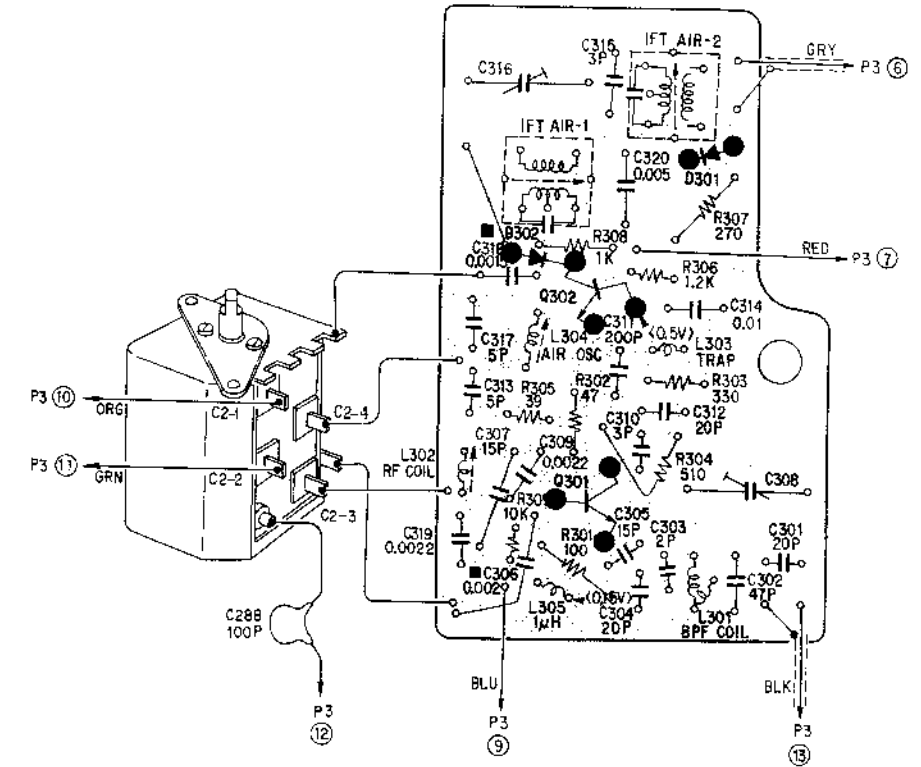 IFT AIR-2
C315
3P
GRY
P3 ⑥
C316
IFT AIR-1
C320
0.005
D301
R307
270
D302
R308
1K
RED
P3 ⑦
C318
0.0015
R306
1.2K
Q302
C314
0.01
C317
5P
L304
AIR OSC
C311
200P
(0.5V)
L303
TRAP
R303
330
C313
5P
R305
39
R302
47
C312
20P
P3 ⑩
ORG
C2-1
C2-4
C310
3P
C307
15P
C309
0.0022
L302
RF COIL
P3 ⑪
GRN
C2-2
R304
510
C308
Q301
C2-3
10K
C305
15P
C319
0.0022
R301
100
C303
2P
C301
20P
C306
0.002
C302
47P
L305
1μH
(0.15V)
C304
20P
L301
BPF COIL
C288
100P
BLU
BLK
P3
⑫
P3
⑨
P3
⑬